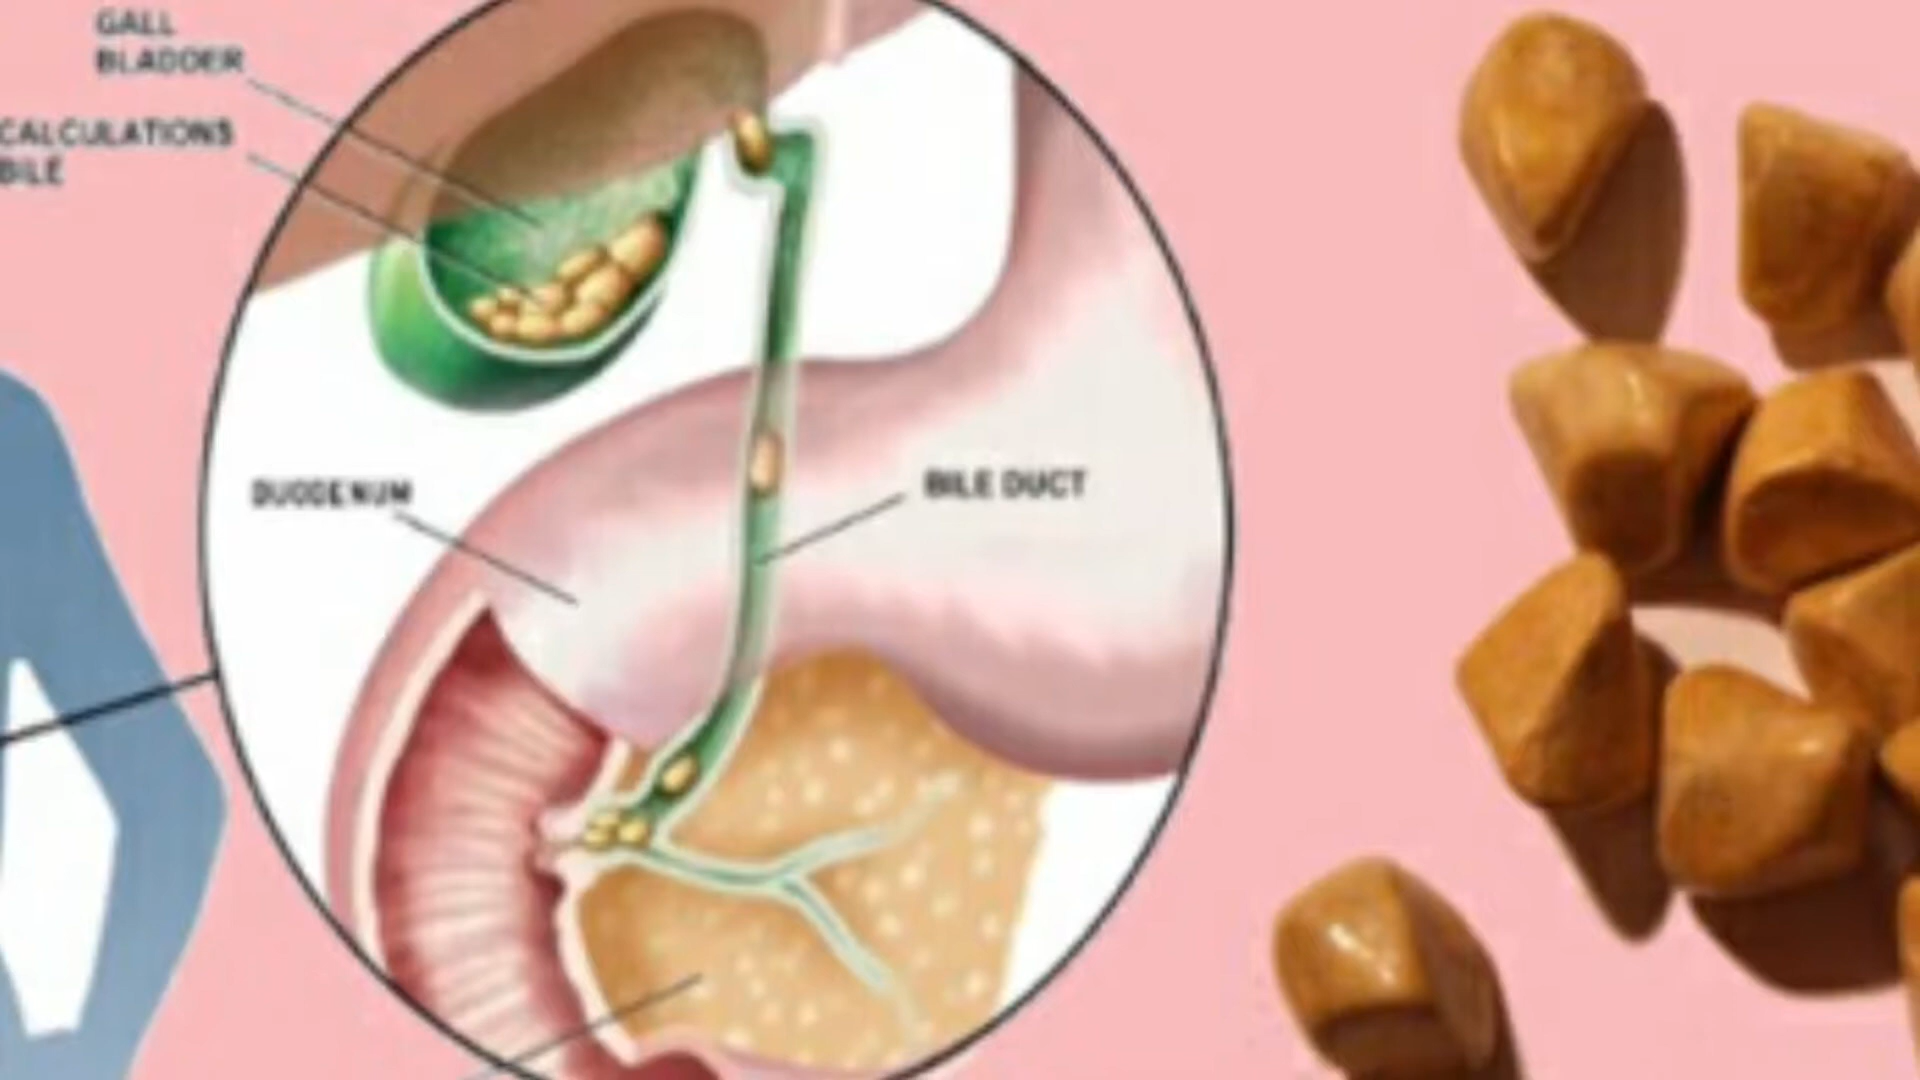 GALL
BLADDER
CALCULATIONS
BILE
DUODENUM
BILE DUCT